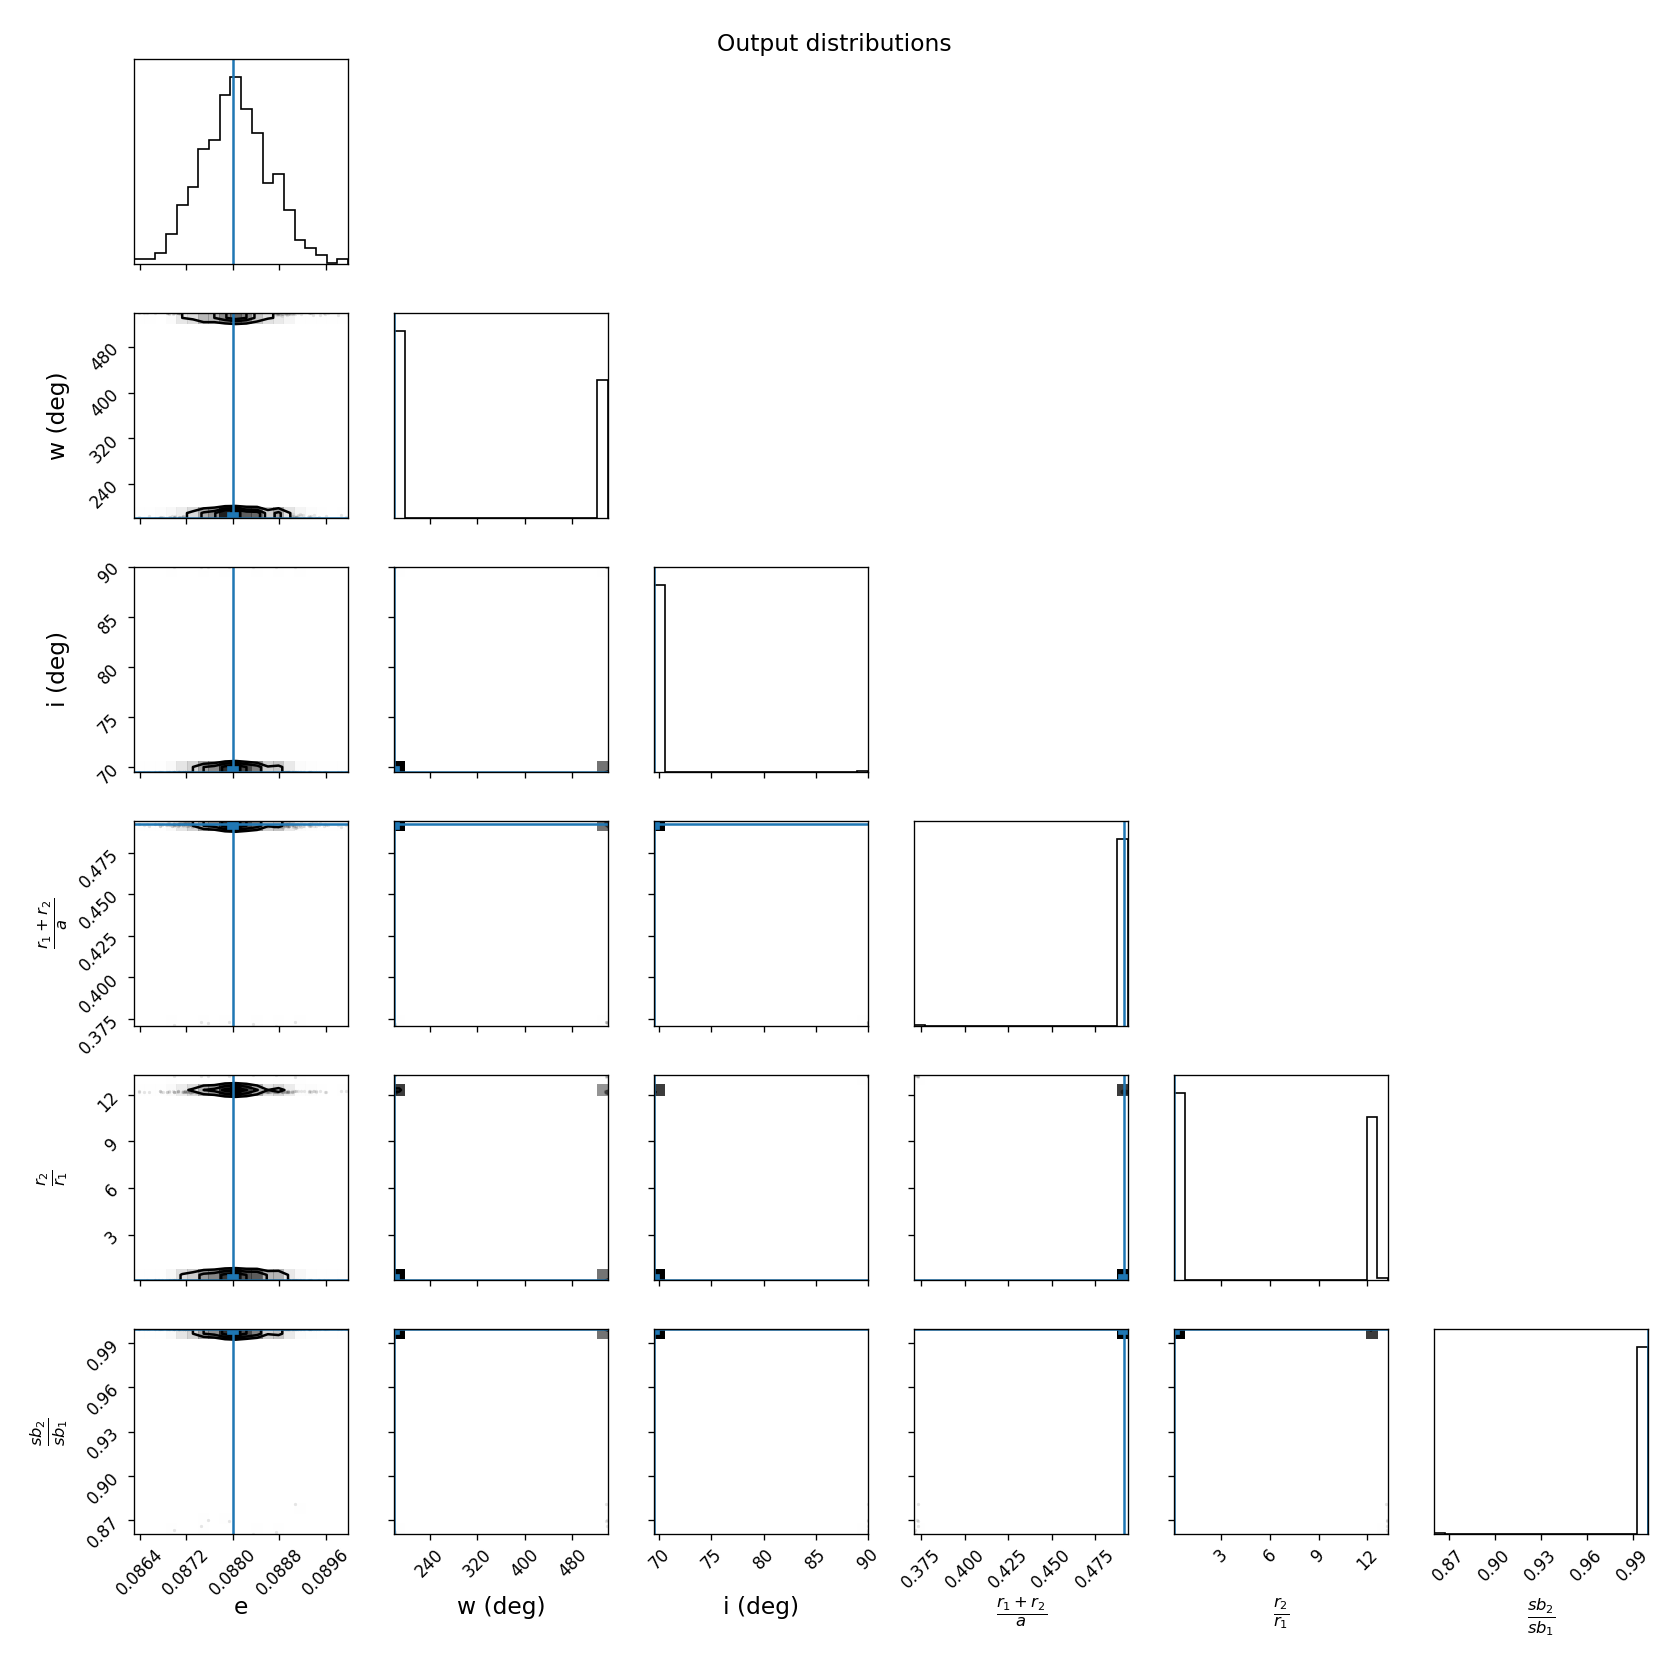 Output distributions
w (deg)
480
400
320
240
i (deg)
90
85
80
75
70
r1 + r2
a
0.475
0.450
0.425
0.400
0.375
r2
r1
12
9
6
3
sb2
sb1
0.99
0.96
0.93
0.90
0.87
0.0864 0.0872 0.0880 0.0888 0.0896
240 320 400 480
70 75 80 85 90
0.375 0.400 0.425 0.450 0.475
3 6 9 12
0.87 0.90 0.93 0.96 0.99
e w (deg) i (deg)
r1 + r2
a
r2
r1
sb2
sb1